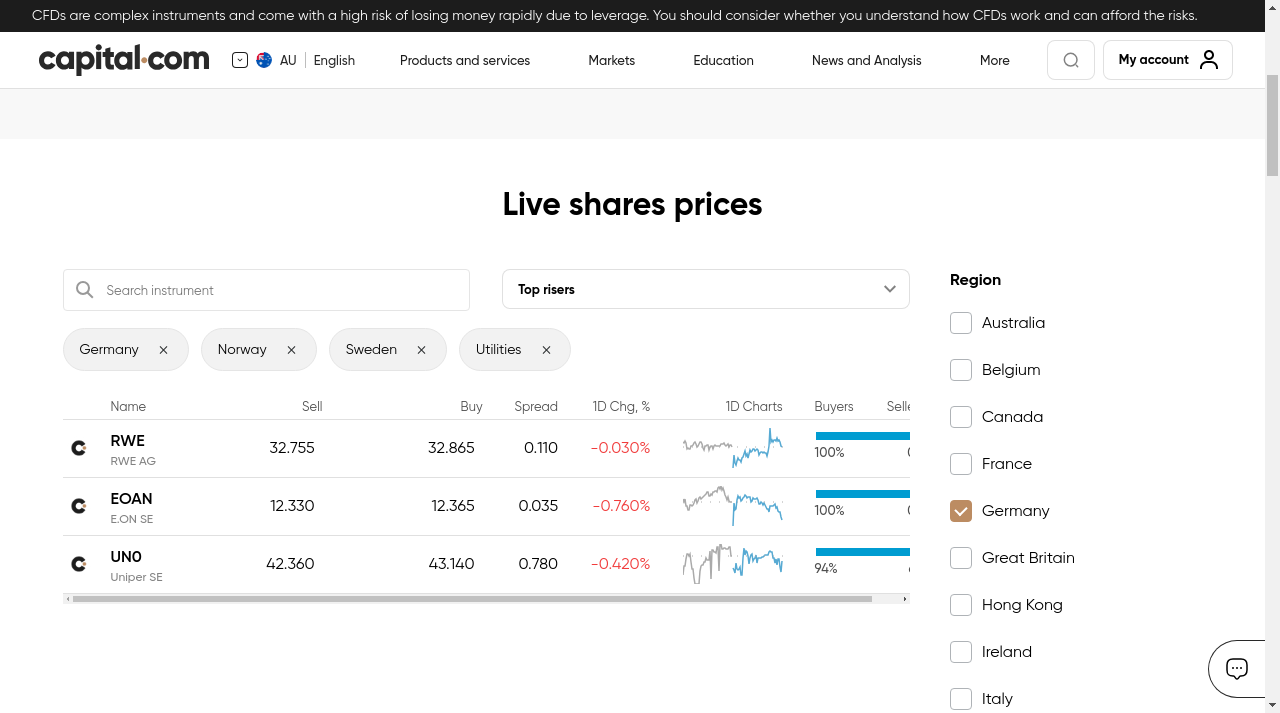 CFDs are complex instruments and come with a high risk of losing money rapidly due to leverage. You should consider whether you understand how CFDs work and can afford the risks.
capital.com AU English Products and services Markets Education News and Analysis More My account
Live shares prices
Search instrument
Top risers
Germany Norway Sweden Utilities
Name Sell Buy Spread 1D Chg, % 1D Charts Buyers
RWE 32.755 32.865 0.110 -0.030% 100%
RWE AG
EOAN 12.330 12.365 0.035 -0.760% 100%
E.ON SE
UN0 42.360 43.140 0.780 -0.420% 94%
Uniper SE
Region
Australia
Belgium
Canada
France
Germany
Great Britain
Hong Kong
Ireland
Italy